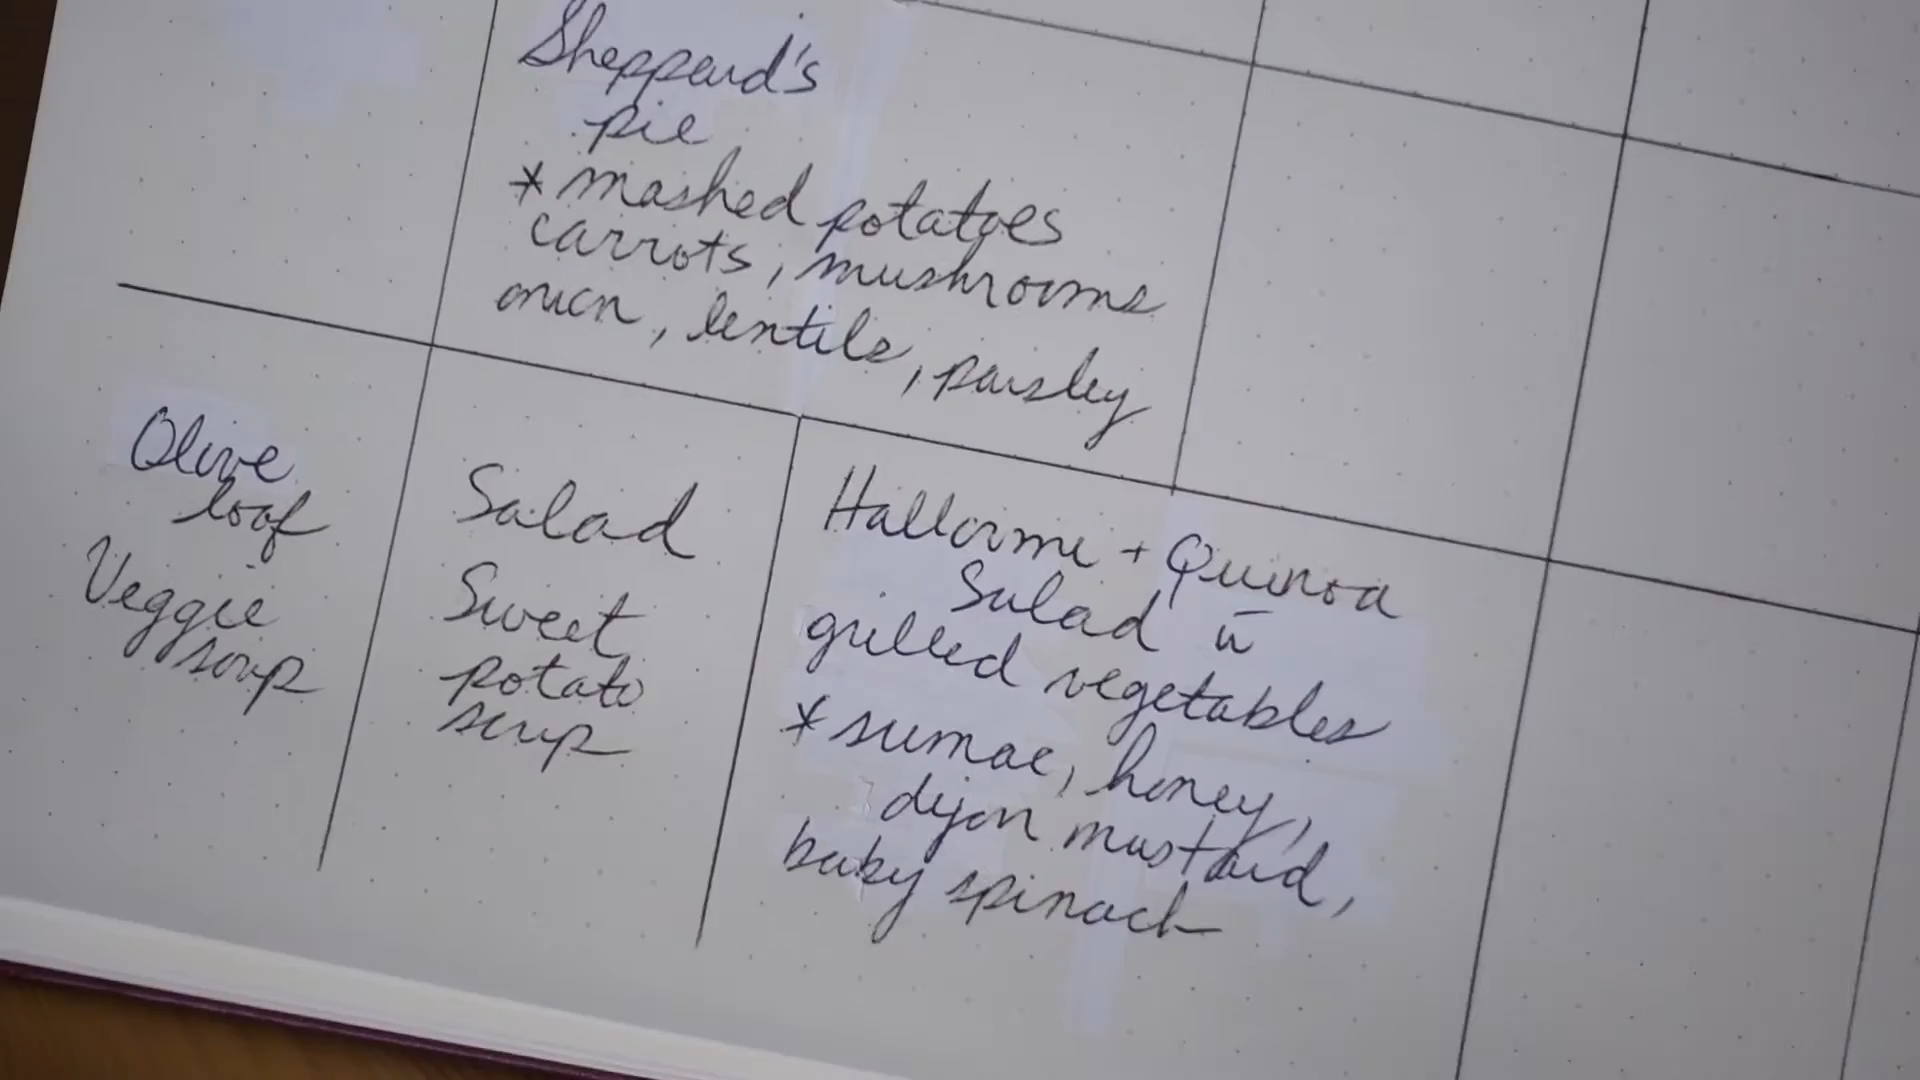 Sheppard's
pie
* mashed potatoes
carrots, mushrooms
onion, lentils, parsley
Olive
loaf
Veggie
soup
Salad
Sweet
potato
soup
Halloumi + Quinoa
Salad w
grilled vegetables
* sumac, honey,
dijon mustard,
baby spinach